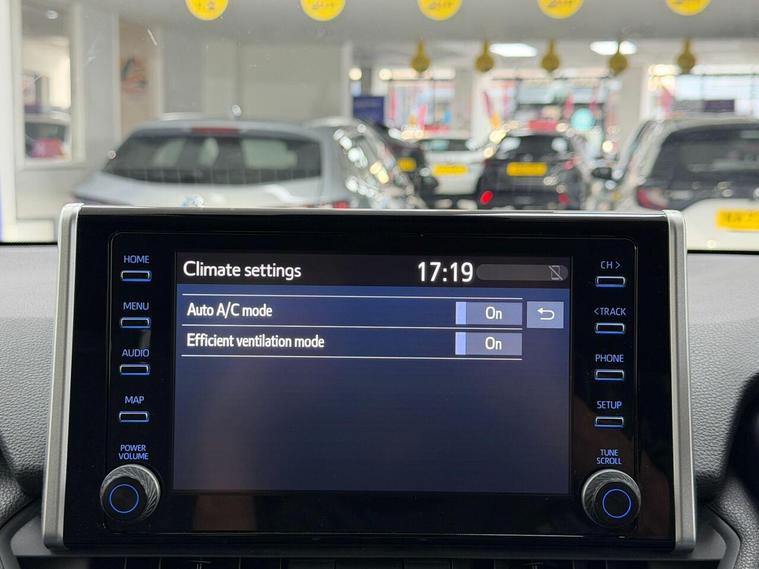 HOME
MENU
AUDIO
MAP
POWER
VOLUME
Climate settings
17:19
Auto A/C mode
On
Efficient ventilation mode
On
CH >
< TRACK
PHONE
SETUP
TUNE
SCROLL